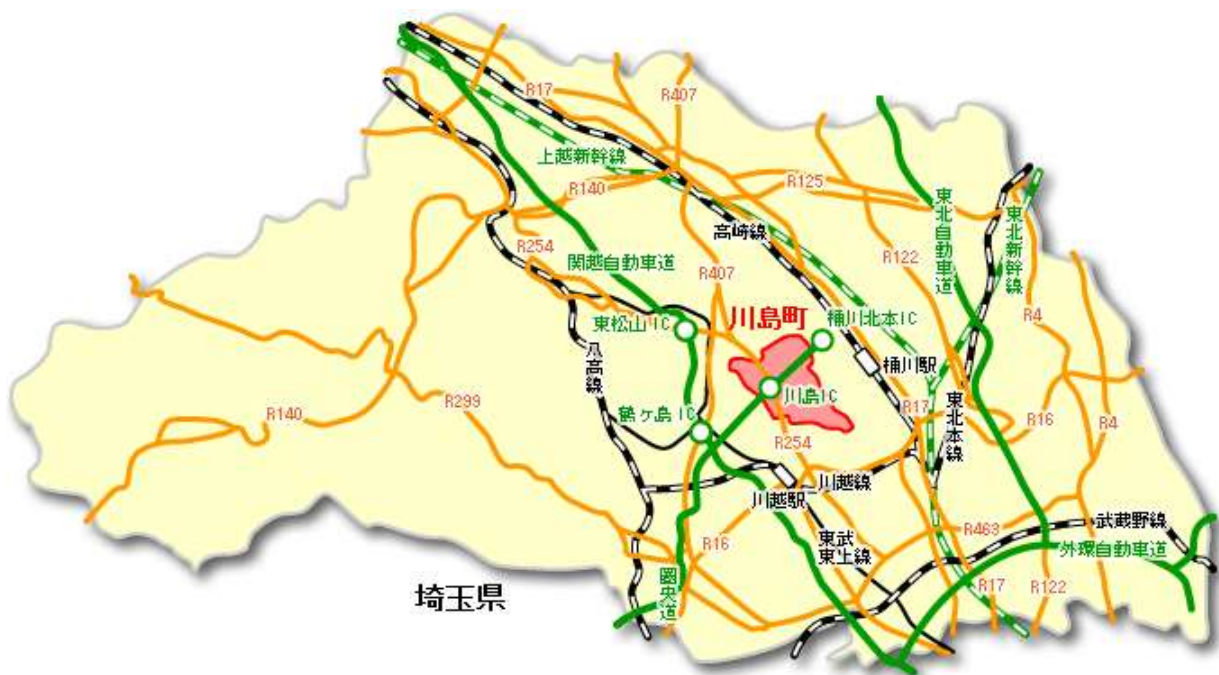 R17
R407
上越新幹線
R140
R125
高崎線
東北自動車道
東北新幹線
R254
R122
関越自動車道
R407
川島町
桶川北本IC
東松山IC
R4
八高線
桶川駅
川島IC
R299
R140
鶴ヶ島IC
R17
東北本線
R16
R4
R254
川越線
川越駅
R463
武蔵野線
R16
東武
東上線
外環自動車道
圏央道
R17
R122
埼玉県